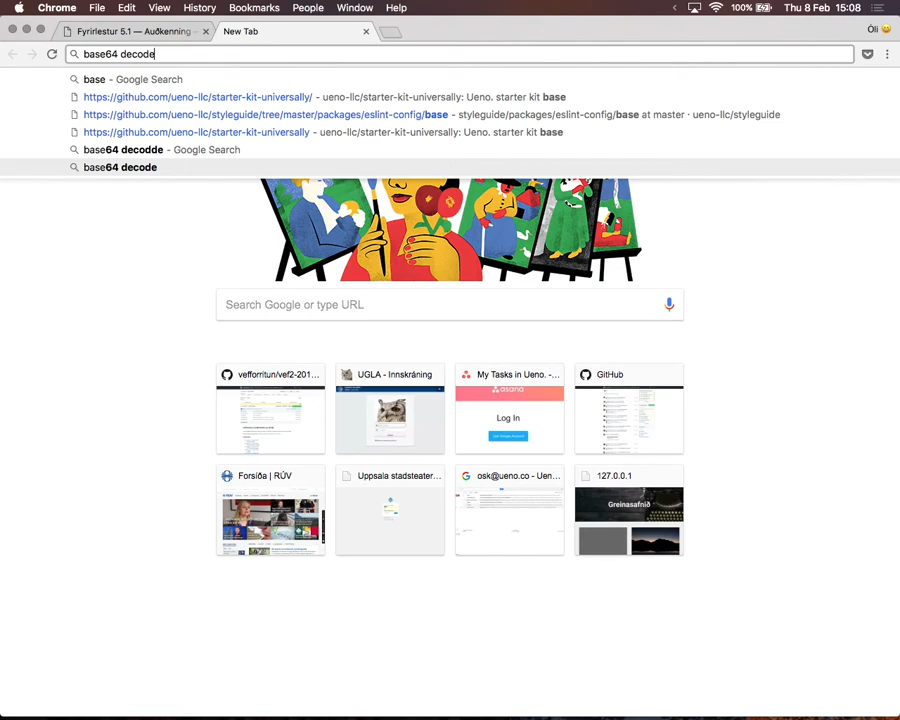 Chrome File Edit View History Bookmarks People Window Help 100% Thu 8 Feb 15:08
Fyrirlestur 5.1 — Auðkenning – New Tab Óli
base64 decode
base – Google Search
https://github.com/ueno-llc/starter-kit-universally/ - ueno-llc/starter-kit-universally: Ueno. starter kit base
https://github.com/ueno-llc/styleguide/tree/master/packages/eslint-config/base - styleguide/packages/eslint-config/base at master · ueno-llc/styleguide
https://github.com/ueno-llc/starter-kit-universally - ueno-llc/starter-kit-universally: Ueno. starter kit base
base64 decodde - Google Search
base64 decode
Search Google or type URL
vefforritun/vef2-201... UGLA - Innskráning My Tasks in Ueno. -... GitHub
asana
Log In
Forsíða | RÚV Uppsala stadsteater... osk@ueno.co - Uen... 127.0.0.1
Greinasafnið